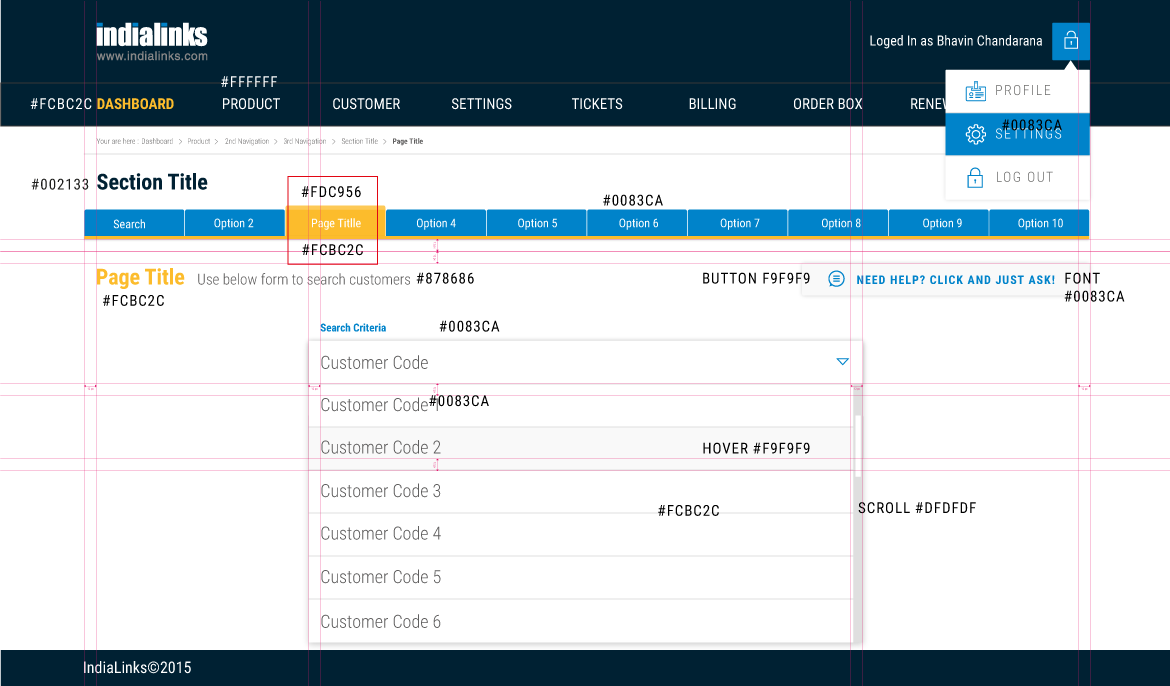 indialinks
www.indialinks.com
Loged In as Bhavin Chandarana
#FFFFFF
#FCBC2C DASHBOARD PRODUCT CUSTOMER SETTINGS TICKETS BILLING ORDER BOX RENEW
PROFILE
#0083CA
SETTINGS
LOG OUT
Your are here : Dashboard > Product > 2nd Navigation > 3rd Navigation > Section Title > Page Title
#002133 Section Title
#FDC956
#0083CA
Search Option 2 Page Titlle Option 4 Option 5 Option 6 Option 7 Option 8 Option 9 Option 10
#FCBC2C
Page Title Use below form to search customers #878686 BUTTON F9F9F9 NEED HELP? CLICK AND JUST ASK! FONT
#FCBC2C #0083CA
Search Criteria #0083CA
Customer Code
Customer Code 1 #0083CA
Customer Code 2 HOVER #F9F9F9
Customer Code 3
#FCBC2C SCROLL #DFDFDF
Customer Code 4
Customer Code 5
Customer Code 6
IndiaLinks©2015